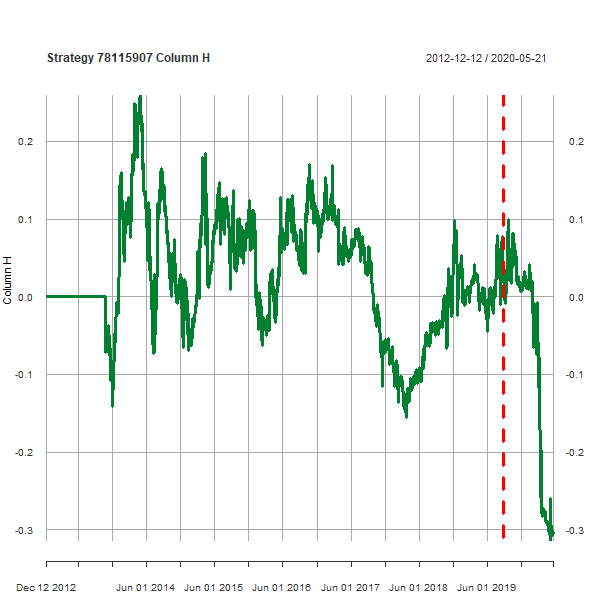 Strategy 78115907 Column H
2012-12-12 / 2020-05-21
Column H
0.2
0.1
0.0
-0.1
-0.2
-0.3
0.2
0.1
0.0
-0.1
-0.2
-0.3
Dec 12 2012
Jun 01 2014
Jun 01 2015
Jun 01 2016
Jun 01 2017
Jun 01 2018
Jun 01 2019